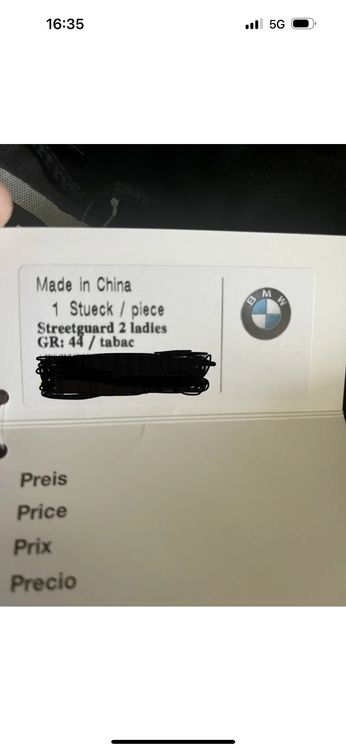 16:35
5G
Made in China
1 Stueck / piece
Streetguard 2 ladies
GR: 44 / tabac
BMW
Preis
Price
Prix
Precio